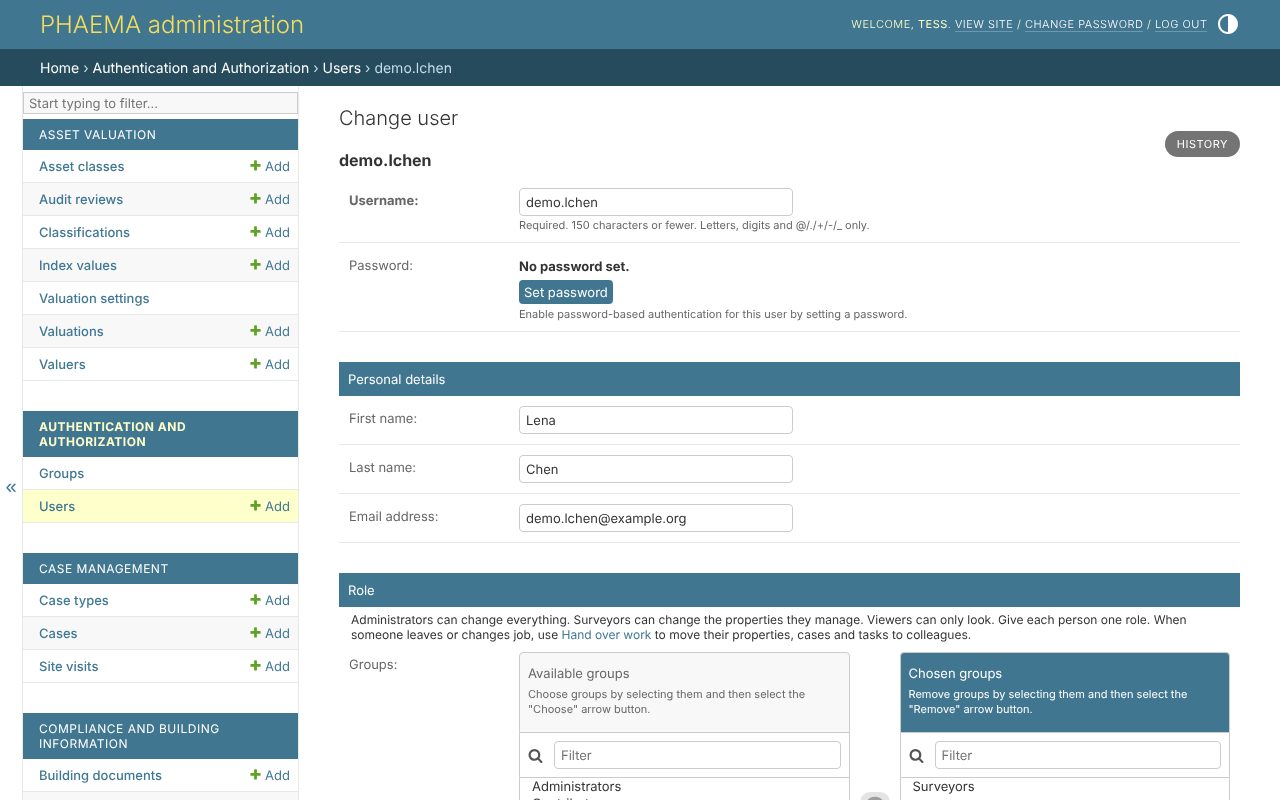 PHAEMA administration
WELCOME, TESS. VIEW SITE / CHANGE PASSWORD / LOG OUT
Home › Authentication and Authorization › Users › demo.lchen
Start typing to filter...
ASSET VALUATION
Asset classes + Add
Audit reviews + Add
Classifications + Add
Index values + Add
Valuation settings
Valuations + Add
Valuers + Add
AUTHENTICATION AND
AUTHORIZATION
Groups
Users + Add
CASE MANAGEMENT
Case types + Add
Cases + Add
Site visits + Add
COMPLIANCE AND BUILDING
INFORMATION
Building documents + Add
«
Change user
HISTORY
demo.lchen
Username: demo.lchen
Required. 150 characters or fewer. Letters, digits and @/./+/-/_ only.
Password: No password set.
Set password
Enable password-based authentication for this user by setting a password.
Personal details
First name: Lena
Last name: Chen
Email address: demo.lchen@example.org
Role
Administrators can change everything. Surveyors can change the properties they manage. Viewers can only look. Give each person one role. When
someone leaves or changes job, use Hand over work to move their properties, cases and tasks to colleagues.
Groups:
Available groups
Choose groups by selecting them and then select the
"Choose" arrow button.
Filter
Administrators
Chosen groups
Remove groups by selecting them and then select the
"Remove" arrow button.
Filter
Surveyors